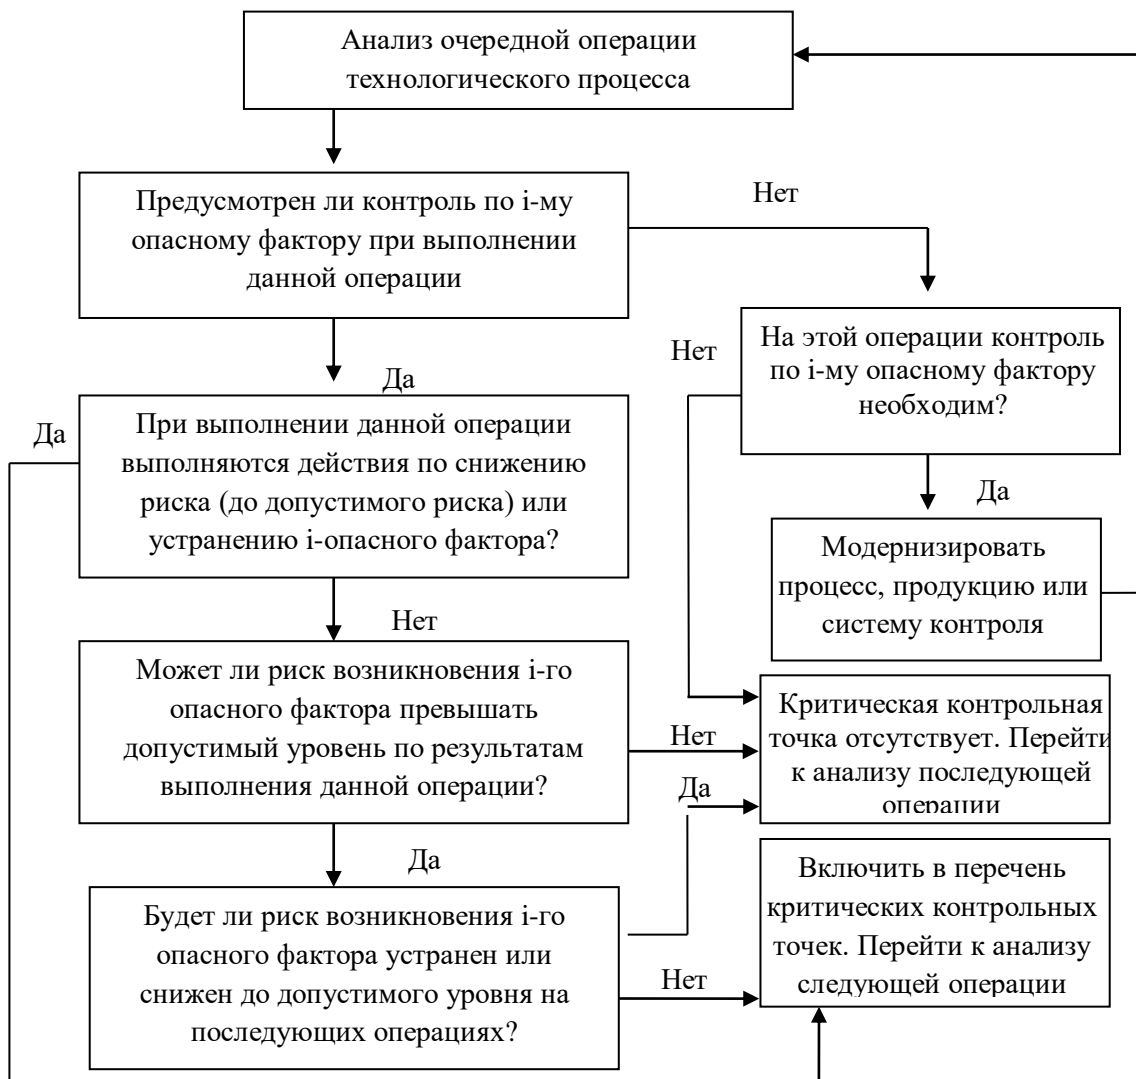 Анализ очередной операции
технологического процесса
Предусмотрен ли контроль по i-му
опасному фактору при выполнении
данной операции
Нет
На этой операции контроль
по i-му опасному фактору
необходим?
Нет
Да
Да
При выполнении данной операции
выполняются действия по снижению
риска (до допустимого риска) или
устранению i-опасного фактора?
Да
Модернизировать
процесс, продукцию или
систему контроля
Нет
Может ли риск возникновения i-го
опасного фактора превышать
допустимый уровень по результатам
выполнения данной операции?
Нет
Критическая контрольная
точка отсутствует. Перейти
к анализу последующей
операции
Да
Да
Будет ли риск возникновения i-го
опасного фактора устранен или
снижен до допустимого уровня на
последующих операциях?
Нет
Включить в перечень
критических контрольных
точек. Перейти к анализу
следующей операции